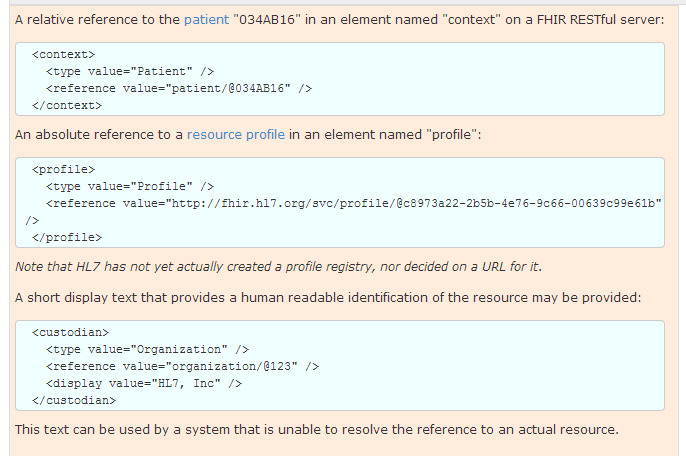 A relative reference to the patient "034AB16" in an element named "context" on a FHIR RESTful server:
<context>
<type value="Patient" />
<reference value="patient/@034AB16" />
</context>
An absolute reference to a resource profile in an element named "profile":
<profile>
<type value="Profile" />
<reference value="http://fhir.hl7.org/svc/profile/@c8973a22-2b5b-4e76-9c66-00639c99e61b"
/>
</profile>
Note that HL7 has not yet actually created a profile registry, nor decided on a URL for it.
A short display text that provides a human readable identification of the resource may be provided:
<custodian>
<type value="Organization" />
<reference value="organization/@123" />
<display value="HL7, Inc" />
</custodian>
This text can be used by a system that is unable to resolve the reference to an actual resource.